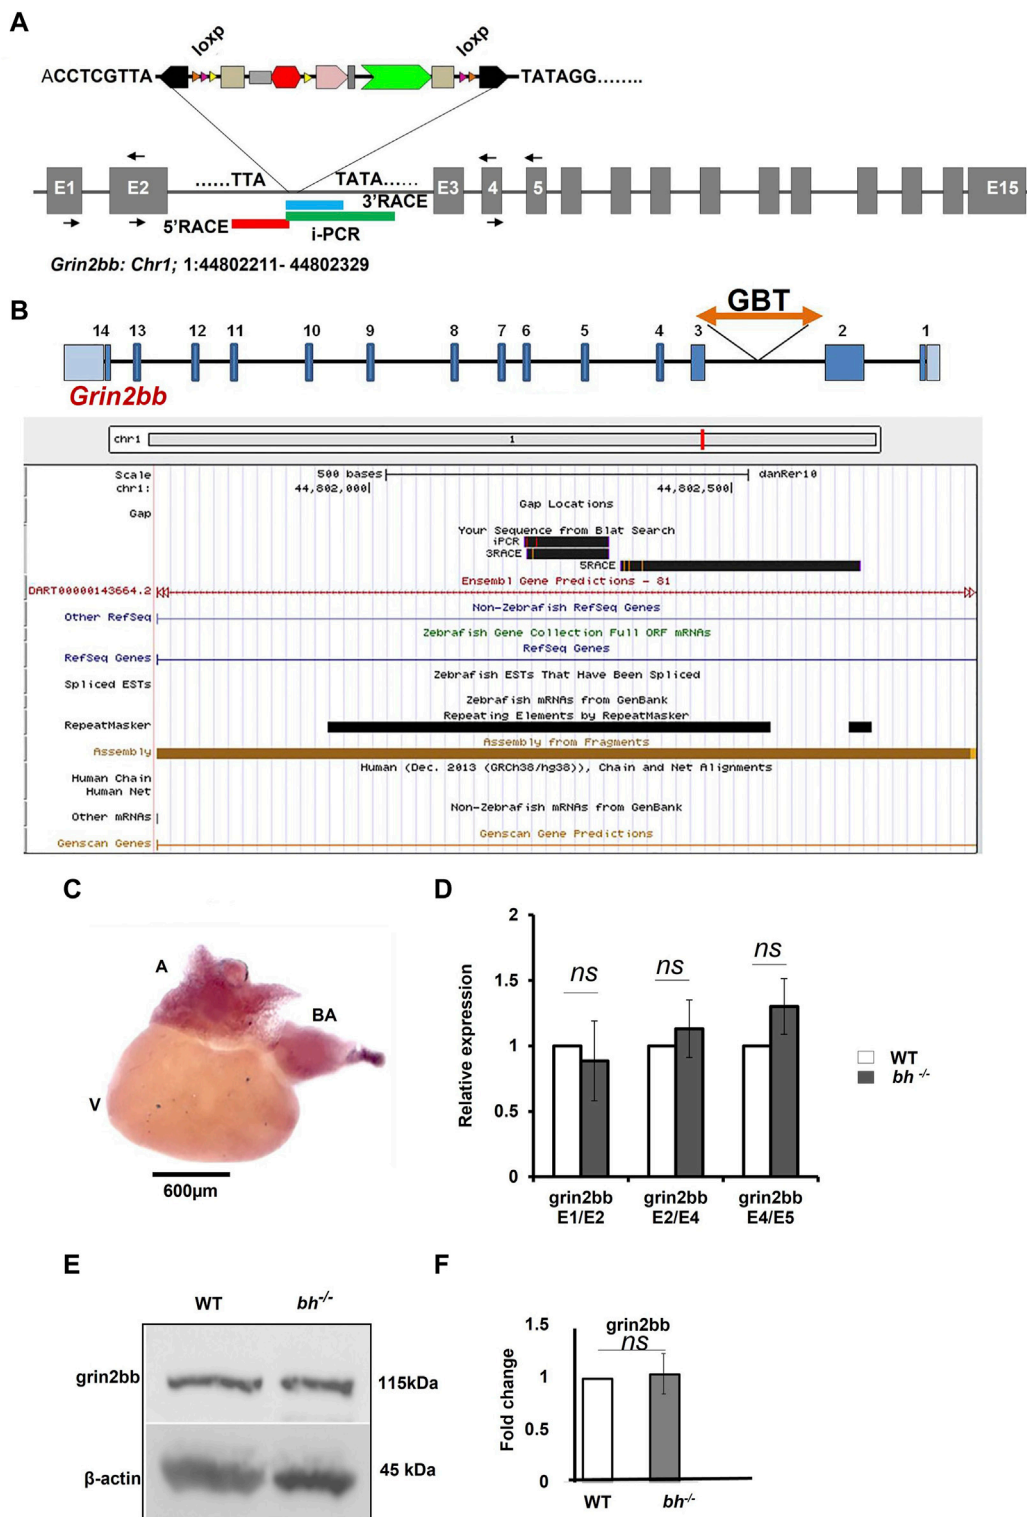 A
loxp
loxp
ACCTCGTTA
TATAGG........
......TTA
TATA......
E1
E2
E3
4
5
E15
3'RACE
5'RACE
i-PCR
Grin2bb: Chr1; 1:44802211- 44802329
B
GBT
14 13 12 11 10 9 8 7 6 5 4 3 2 1
Grin2bb
chr1
1
Scale
500 bases
danRer10
chr1:
44,802,000
44,802,500
Gap Locations
Gap
Your Sequence from Blat Search
iPCR
3RACE
5RACE
Ensembl Gene Predictions - 81
DART00000143664.2
Non-Zebrafish RefSeq Genes
Other RefSeq
Zebrafish Gene Collection Full ORF mRNAs
RefSeq Genes
RefSeq Genes
Zebrafish ESTs That Have Been Spliced
Spliced ESTs
Zebrafish mRNAs from GenBank
Repeating Elements by RepeatMasker
RepeatMasker
Assembly from Fragments
Assembly
Human (Dec. 2013 (GRCh38/hg38)), Chain and Net Alignments
Human Chain
Human Net
Non-Zebrafish mRNAs from GenBank
Other mRNAs
Genscan Gene Predictions
Genscan Genes
C
A
BA
V
600µm
D
Relative expression
2
1.5
1
0.5
0
ns
ns
ns
WT
bh -/-
grin2bb E1/E2
grin2bb E2/E4
grin2bb E4/E5
E
WT
bh-/-
grin2bb
115kDa
β-actin
45 kDa
F
Fold change
1.5
1
0.5
0
grin2bb
ns
WT
bh-/-